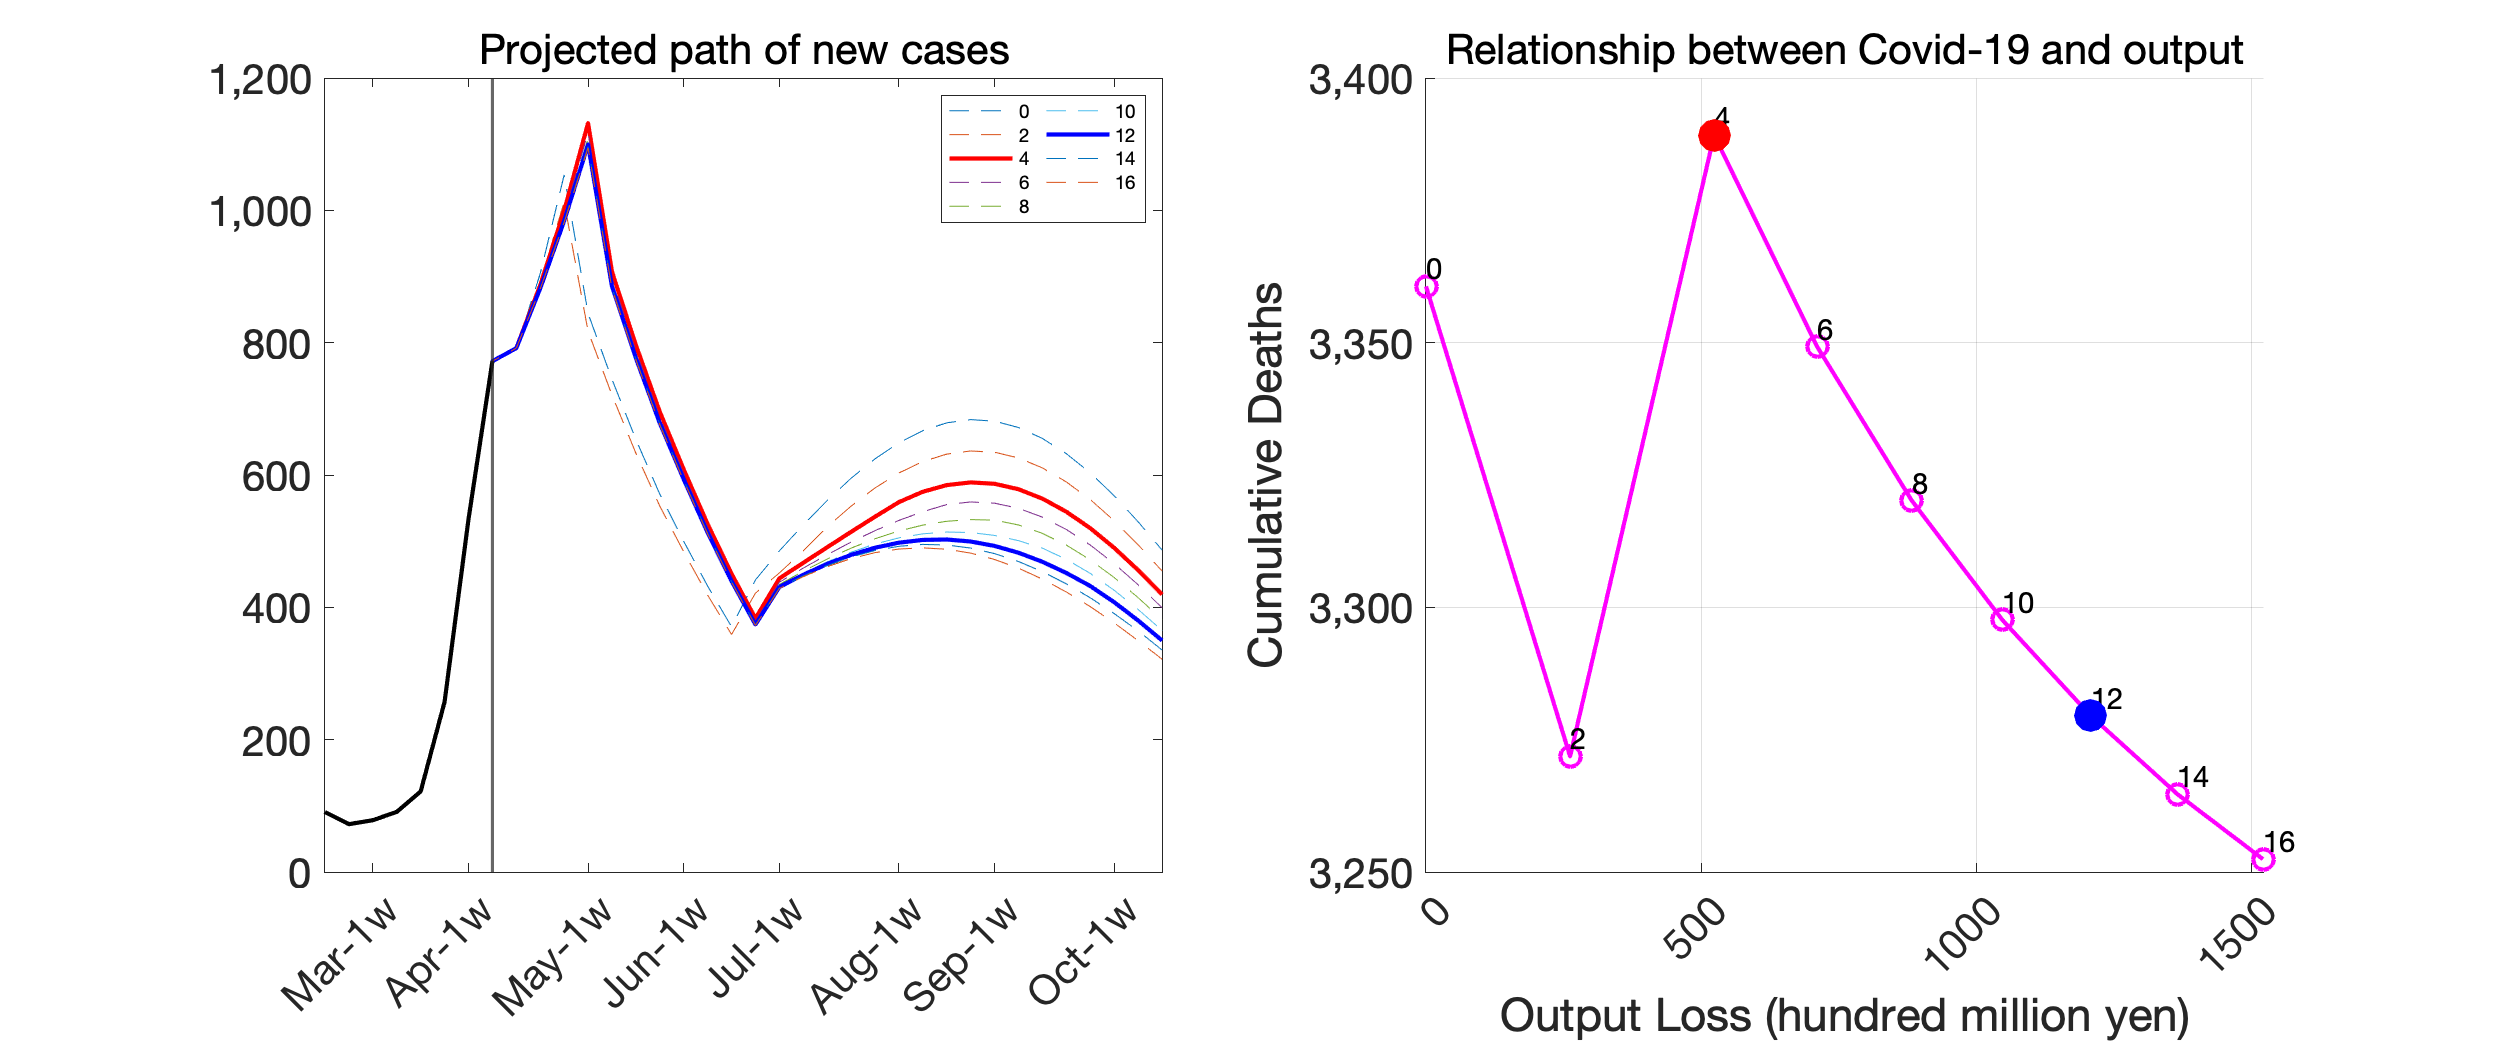 Projected path of new cases
1,200
1,000
800
600
400
200
0
0 10
2 12
4 14
6 16
8
Mar-1w
Apr-1w
May-1w
Jun-1w
Jul-1w
Aug-1w
Sep-1w
Oct-1w
Relationship between Covid-19 and output
Cumulative Deaths
3,400
3,350
3,300
3,250
0
2
4
6
8
10
12
14
16
0
500
1000
1500
Output Loss (hundred million yen)